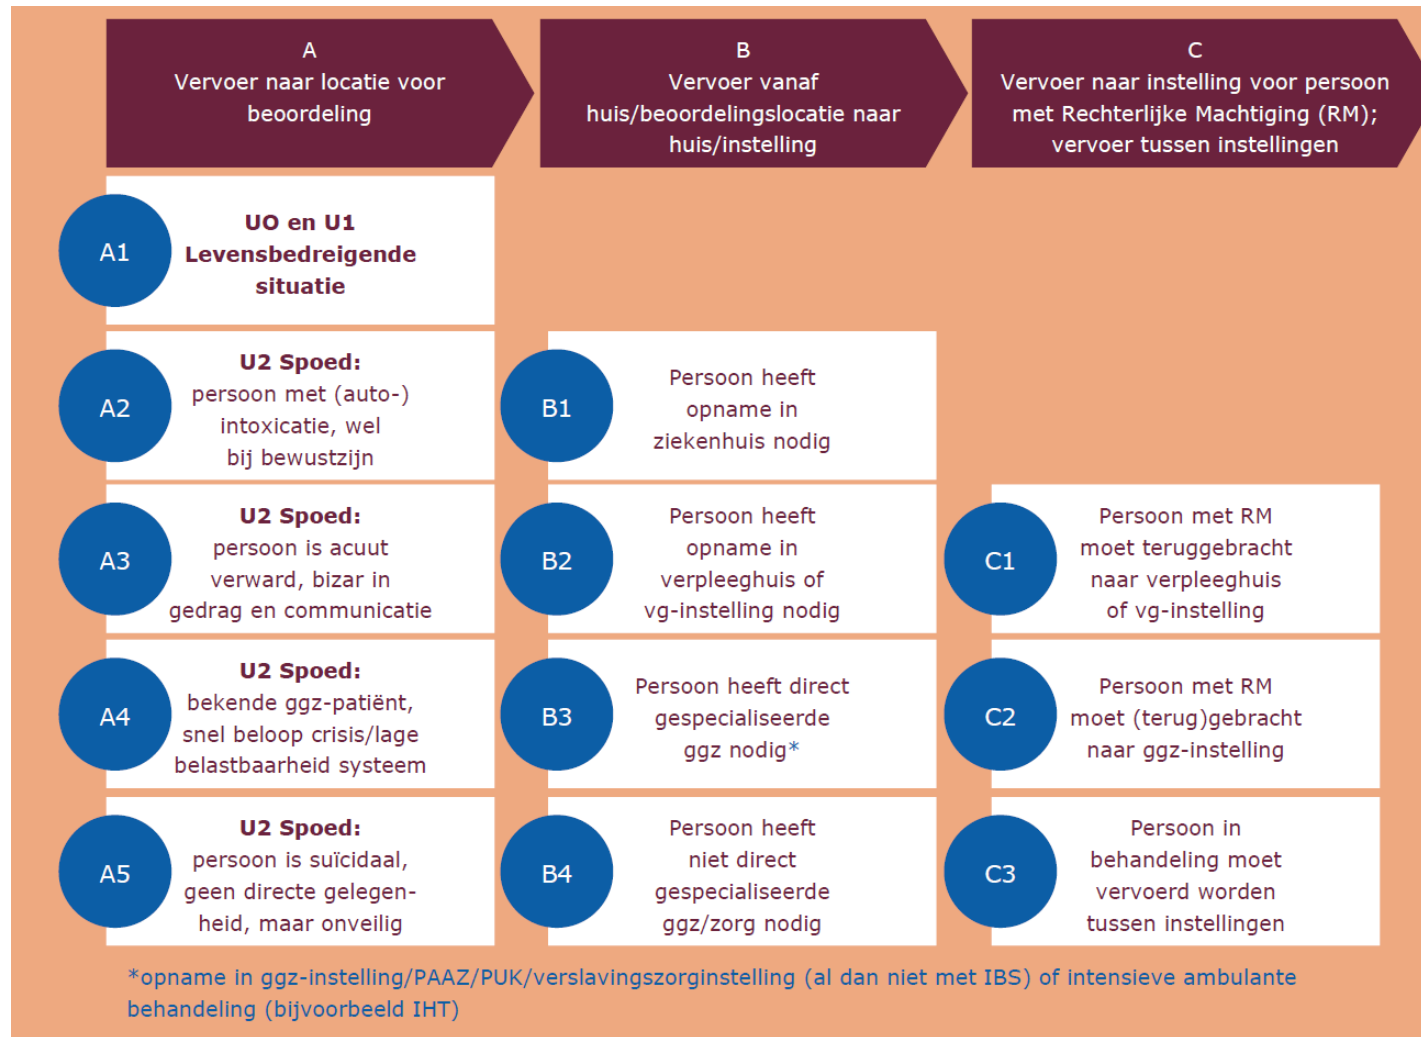 A
Vervoer naar locatie voor
beoordeling
B
Vervoer vanaf
huis/beoordelingslocatie naar
huis/instelling
C
Vervoer naar instelling voor persoon
met Rechterlijke Machtiging (RM);
vervoer tussen instellingen
A1
UO en U1
Levensbedreigende
situatie
A2
U2 Spoed:
persoon met (auto-)
intoxicatie, wel
bij bewustzijn
B1
Persoon heeft
opname in
ziekenhuis nodig
A3
U2 Spoed:
persoon is acuut
verward, bizar in
gedrag en communicatie
B2
Persoon heeft
opname in
verpleeghuis of
vg-instelling nodig
C1
Persoon met RM
moet teruggebracht
naar verpleeghuis
of vg-instelling
A4
U2 Spoed:
bekende ggz-patiënt,
snel beloop crisis/lage
belastbaarheid systeem
B3
Persoon heeft direct
gespecialiseerde
ggz nodig*
C2
Persoon met RM
moet (terug)gebracht
naar ggz-instelling
A5
U2 Spoed:
persoon is suïcidaal,
geen directe gelegen-
heid, maar onveilig
B4
Persoon heeft
niet direct
gespecialiseerde
ggz/zorg nodig
C3
Persoon in
behandeling moet
vervoerd worden
tussen instellingen
*opname in ggz-instelling/PAAZ/PUK/verslavingszorginstelling (al dan niet met IBS) of intensieve ambulante
behandeling (bijvoorbeeld IHT)